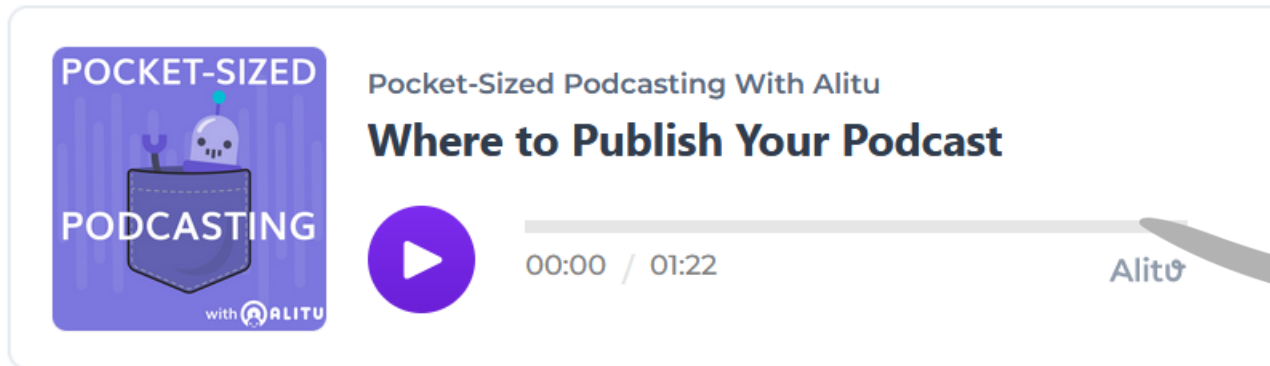 POCKET-SIZED
PODCASTING
with ALITU
Pocket-Sized Podcasting With Alitu
Where to Publish Your Podcast
00:00 / 01:22
Alitu